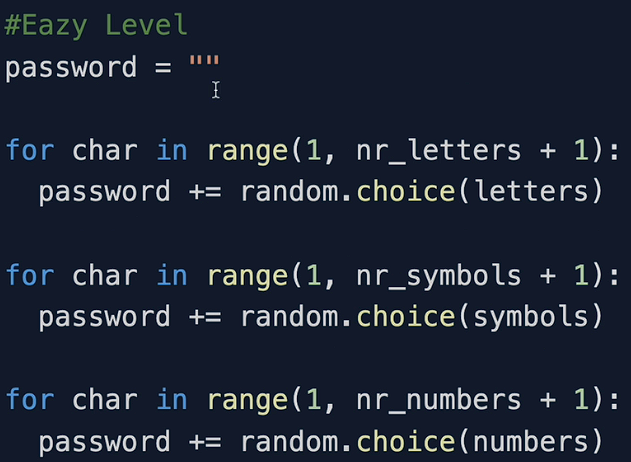 #Eazy Level
password = ""
for char in range(1, nr_letters + 1):
  password += random.choice(letters)
for char in range(1, nr_symbols + 1):
  password += random.choice(symbols)
for char in range(1, nr_numbers + 1):
  password += random.choice(numbers)